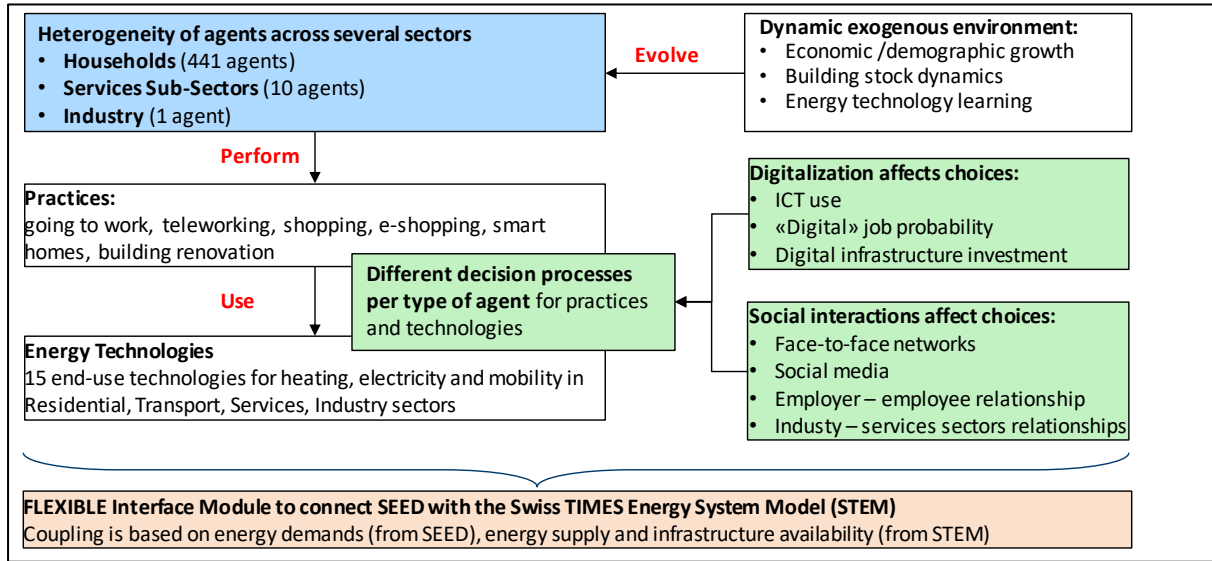 Heterogeneity of agents across several sectors
• Households (441 agents)
• Services Sub-Sectors (10 agents)
• Industry (1 agent)
Evolve
Dynamic exogenous environment:
• Economic /demographic growth
• Building stock dynamics
• Energy technology learning
Perform
Practices:
going to work, teleworking, shopping, e-shopping, smart
homes, building renovation
Digitalization affects choices:
• ICT use
• «Digital» job probability
• Digital infrastructure investment
Different decision processes
per type of agent for practices
and technologies
Use
Social interactions affect choices:
• Face-to-face networks
• Social media
• Employer – employee relationship
• Industy – services sectors relationships
Energy Technologies
15 end-use technologies for heating, electricity and mobility in
Residential, Transport, Services, Industry sectors
FLEXIBLE Interface Module to connect SEED with the Swiss TIMES Energy System Model (STEM)
Coupling is based on energy demands (from SEED), energy supply and infrastructure availability (from STEM)